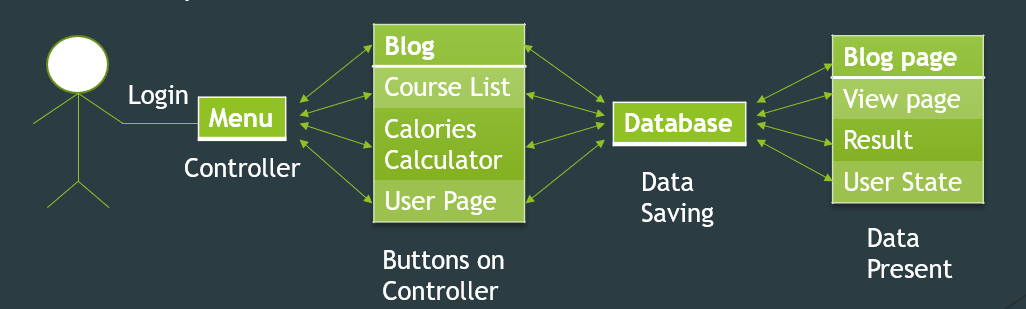 Login
Menu
Controller
Blog
Course List
Calories
Calculator
User Page
Buttons on
Controller
Database
Data
Saving
Blog page
View page
Result
User State
Data
Present